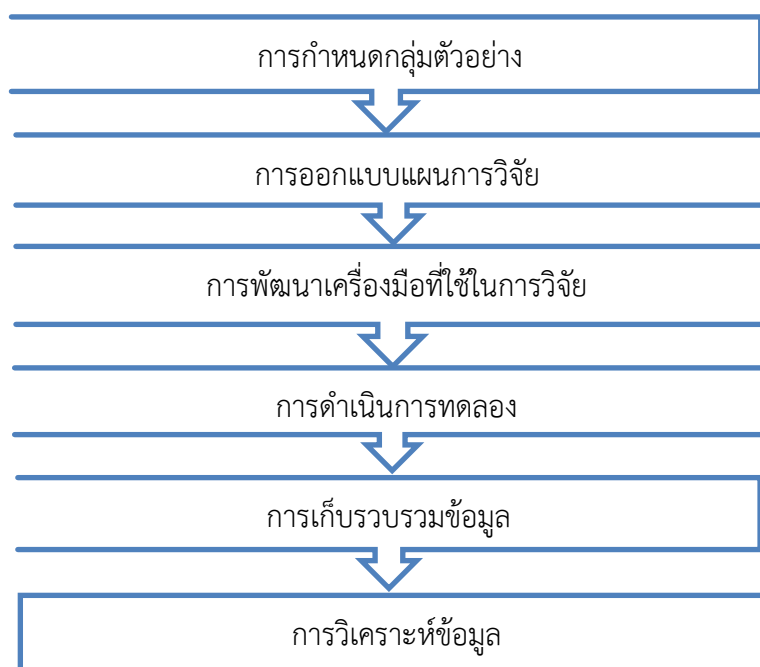 การกำหนดกลุ่มตัวอย่าง
การออกแบบแผนการวิจัย
การพัฒนาเครื่องมือที่ใช้ในการวิจัย
การดำเนินการทดลอง
การเก็บรวบรวมข้อมูล
การวิเคราะห์ข้อมูล